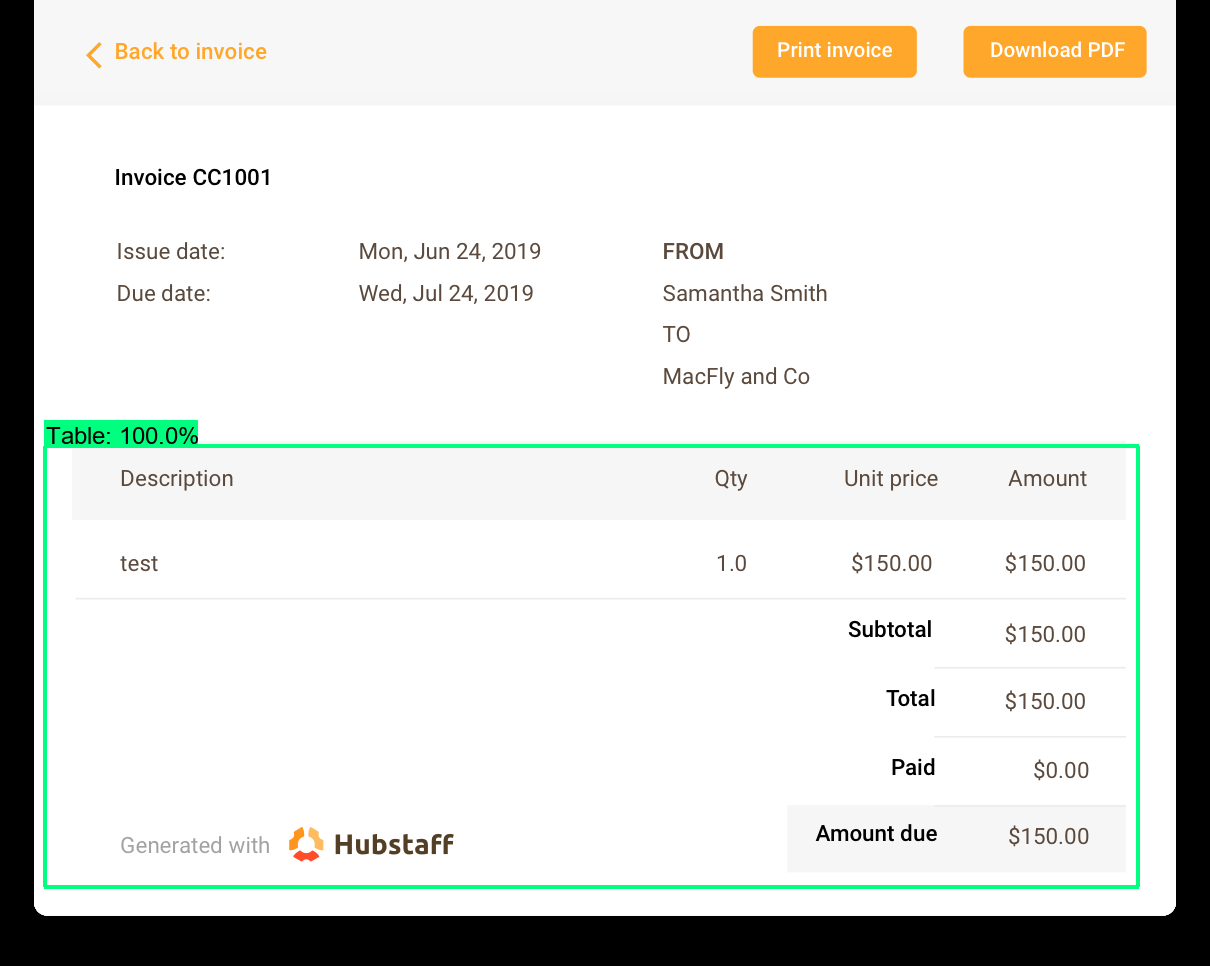 Back to invoice Print invoice Download PDF
Invoice CC1001
Issue date: Mon, Jun 24, 2019 FROM
Due date: Wed, Jul 24, 2019 Samantha Smith
TO
MacFly and Co
Table: 100.0%
Description Qty Unit price Amount
test 1.0 $150.00 $150.00
Subtotal $150.00
Total $150.00
Paid $0.00
Generated with Hubstaff Amount due $150.00